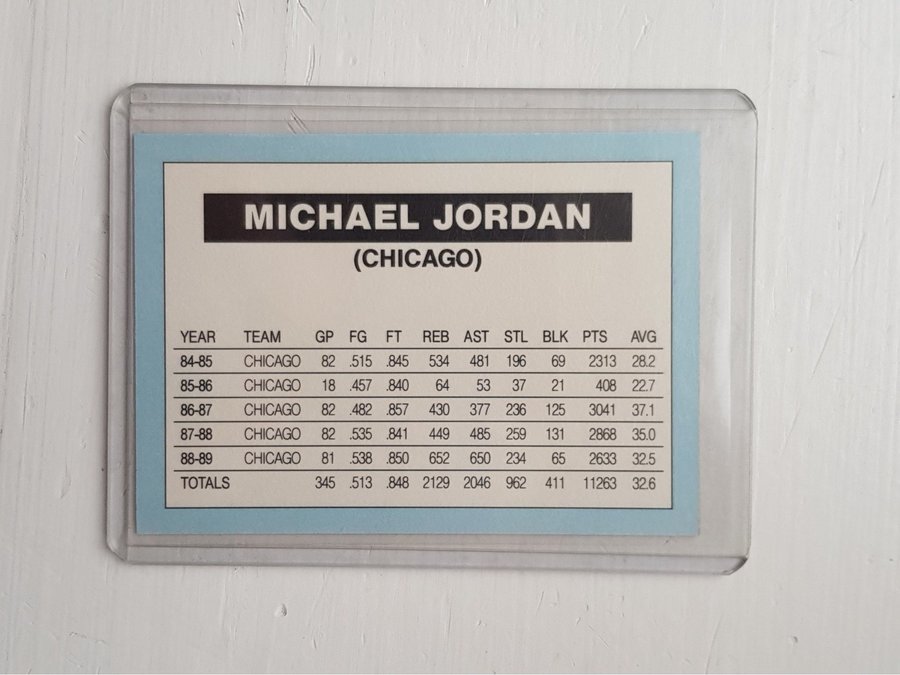 MICHAEL JORDAN
(CHICAGO)
YEAR TEAM GP FG FT REB AST STL BLK PTS AVG
84-85 CHICAGO 82 .515 .845 534 481 196 69 2313 28.2
85-86 CHICAGO 18 .457 .840 64 53 37 21 408 22.7
86-87 CHICAGO 82 .482 .857 430 377 236 125 3041 37.1
87-88 CHICAGO 82 .535 .841 449 485 259 131 2868 35.0
88-89 CHICAGO 81 .538 .850 652 650 234 65 2633 32.5
TOTALS 345 .513 .848 2129 2046 962 411 11263 32.6